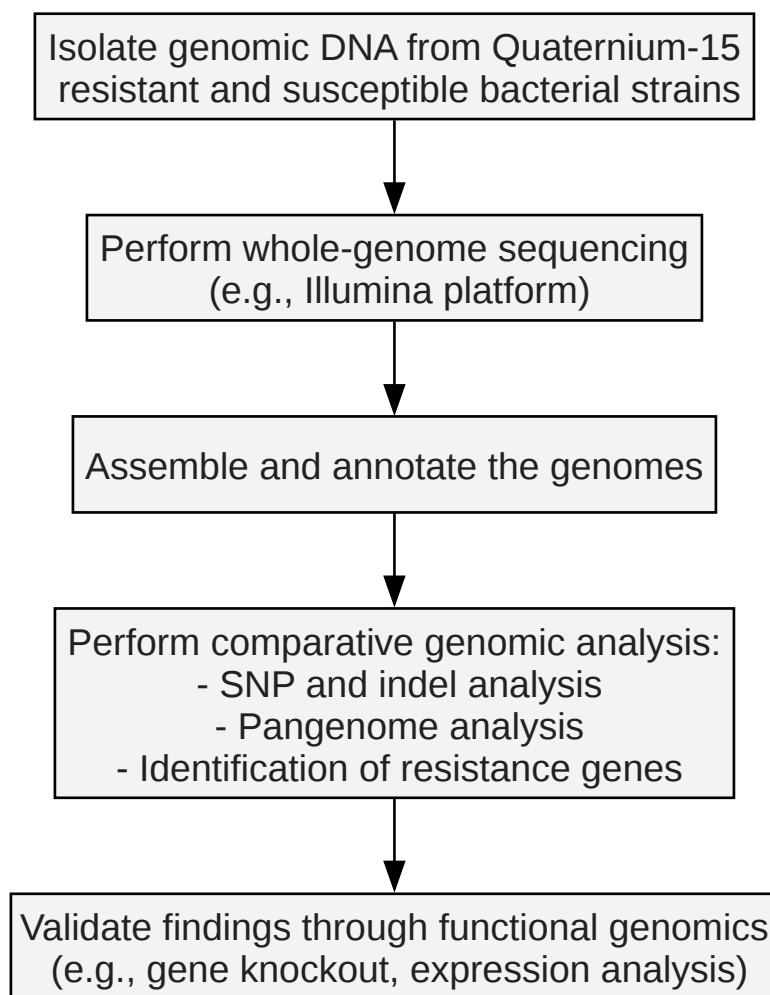 Isolate genomic DNA from Quaternium-15
resistant and susceptible bacterial strains
Perform whole-genome sequencing
(e.g., Illumina platform)
Assemble and annotate the genomes
Perform comparative genomic analysis:
- SNP and indel analysis
- Pangenome analysis
- Identification of resistance genes
Validate findings through functional genomics
(e.g., gene knockout, expression analysis)